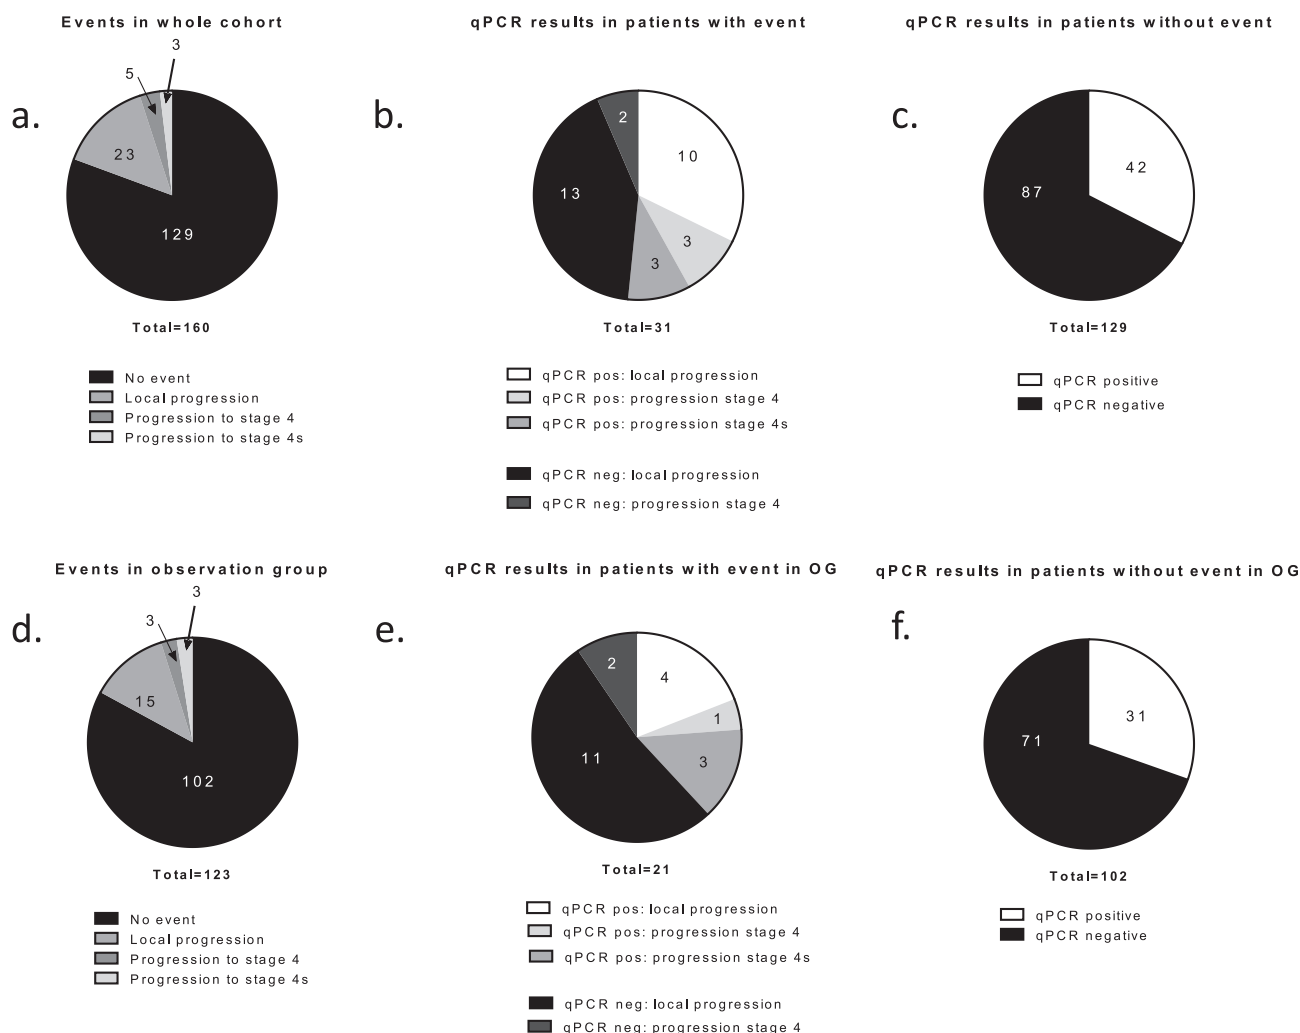 Events in whole cohort
3
5
a.
23
129
Total=160
No event
Local progression
Progression to stage 4
Progression to stage 4s
qPCR results in patients with event
b.
2
10
13
3
3
Total=31
qPCR pos: local progression
qPCR pos: progression stage 4
qPCR pos: progression stage 4s
qPCR neg: local progression
qPCR neg: progression stage 4
qPCR results in patients without event
c.
42
87
Total=129
qPCR positive
qPCR negative
Events in observation group
3
3
d.
15
102
Total=123
No event
Local progression
Progression to stage 4
Progression to stage 4s
qPCR results in patients with event in OG
e.
2
4
1
11
3
Total=21
qPCR pos: local progression
qPCR pos: progression stage 4
qPCR pos: progression stage 4s
qPCR neg: local progression
qPCR neg: progression stage 4
qPCR results in patients without event in OG
f.
31
71
Total=102
qPCR positive
qPCR negative